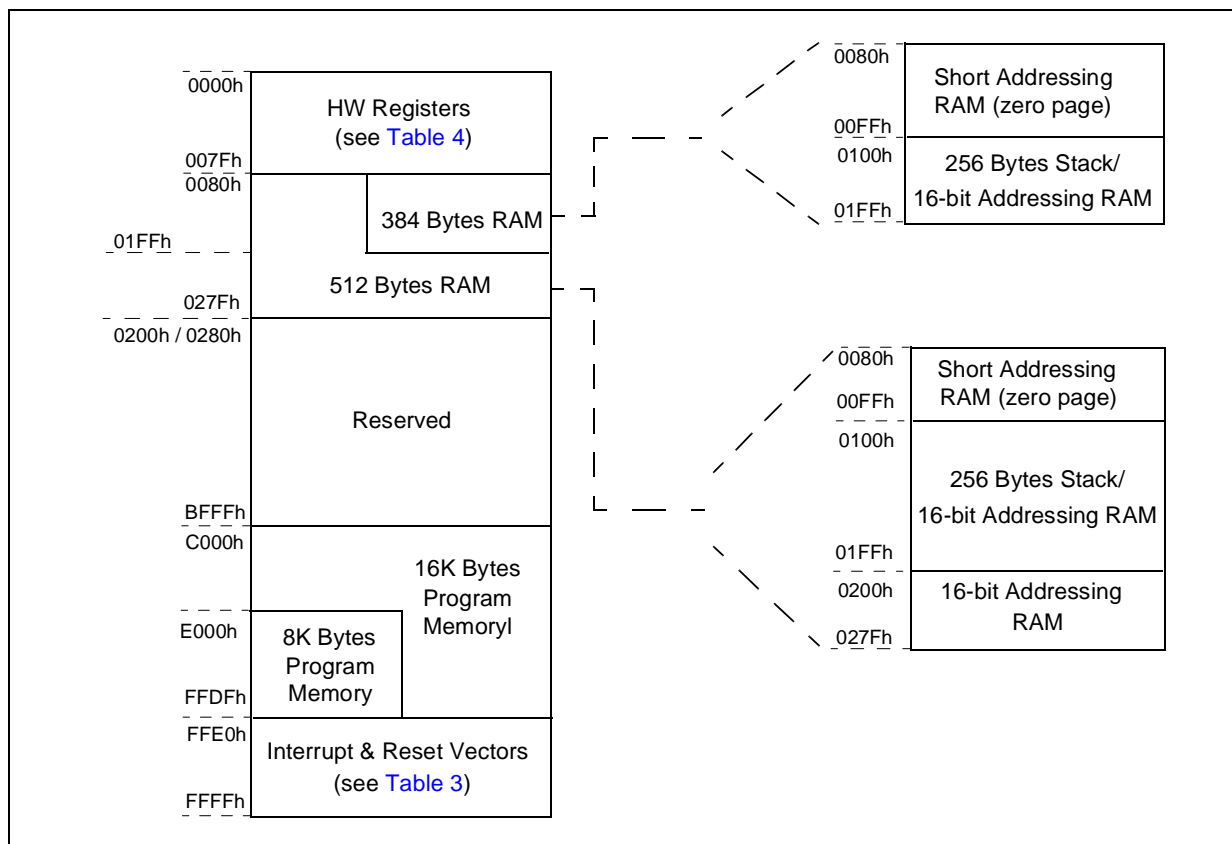 0000h
HW Registers
(see Table 4)
007Fh
0080h
384 Bytes RAM
01FFh
512 Bytes RAM
027Fh
0200h / 0280h
Reserved
BFFFh
C000h
16K Bytes
Program
Memoryl
E000h
8K Bytes
Program
Memory
FFDFh
FFE0h
Interrupt & Reset Vectors
(see Table 3)
FFFFh
0080h
Short Addressing
RAM (zero page)
00FFh
0100h
256 Bytes Stack/
16-bit Addressing RAM
01FFh
0080h
Short Addressing
RAM (zero page)
00FFh
0100h
256 Bytes Stack/
16-bit Addressing RAM
01FFh
0200h
16-bit Addressing
RAM
027Fh